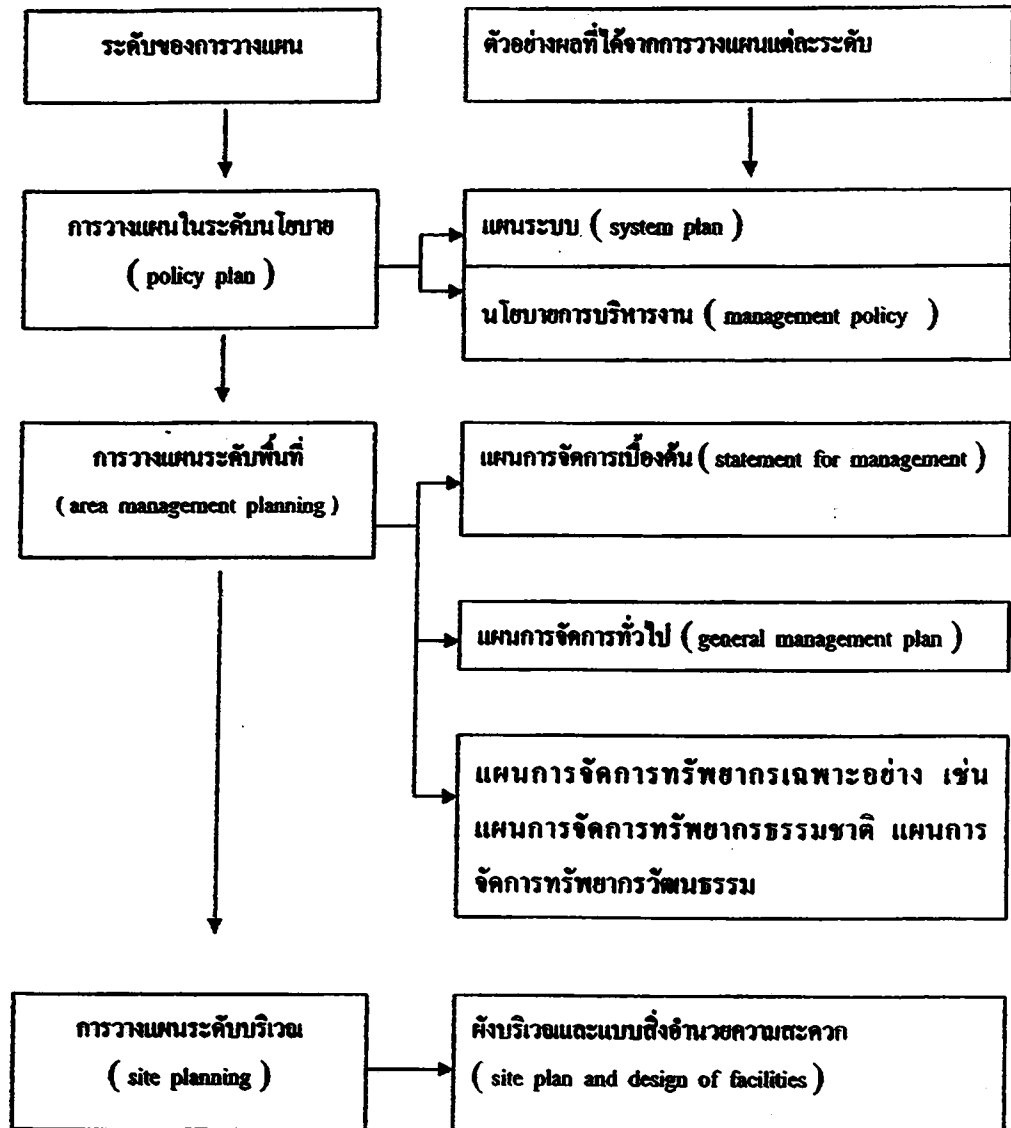 ระดับของการวางแผน
ตัวอย่างผลที่ได้จากการวางแผนแต่ละระดับ
การวางแผนในระดับนโยบาย
( policy plan )
แผนระบบ ( system plan )
นโยบายการบริหารงาน ( management policy )
การวางแผนระดับพื้นที่
( area management planning )
แผนการจัดการเบื้องต้น ( statement for management )
แผนการจัดการทั่วไป ( general management plan )
แผนการจัดการทรัพยากรเฉพาะอย่าง เช่น
แผนการจัดการทรัพยากรธรรมชาติ แผนการ
จัดการทรัพยากรวัฒนธรรม
การวางแผนระดับบริเวณ
( site planning )
ผังบริเวณและแบบสิ่งอำนวยความสะดวก
( site plan and design of facilities )